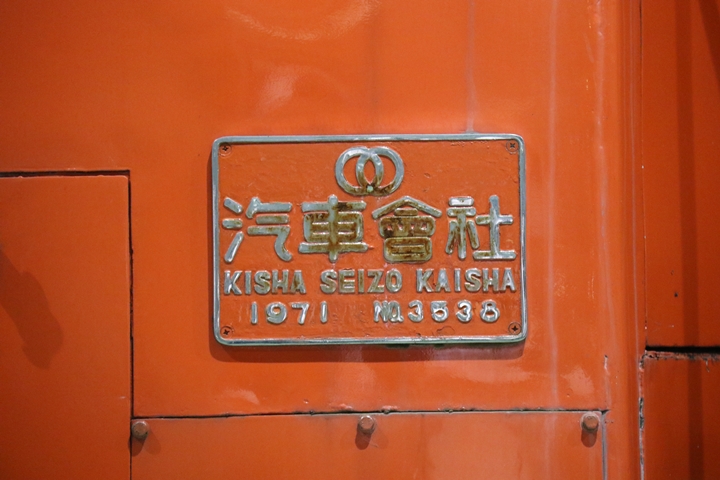 汽車會社
KISHA SEIZO KAISHA
1971 NO.3538